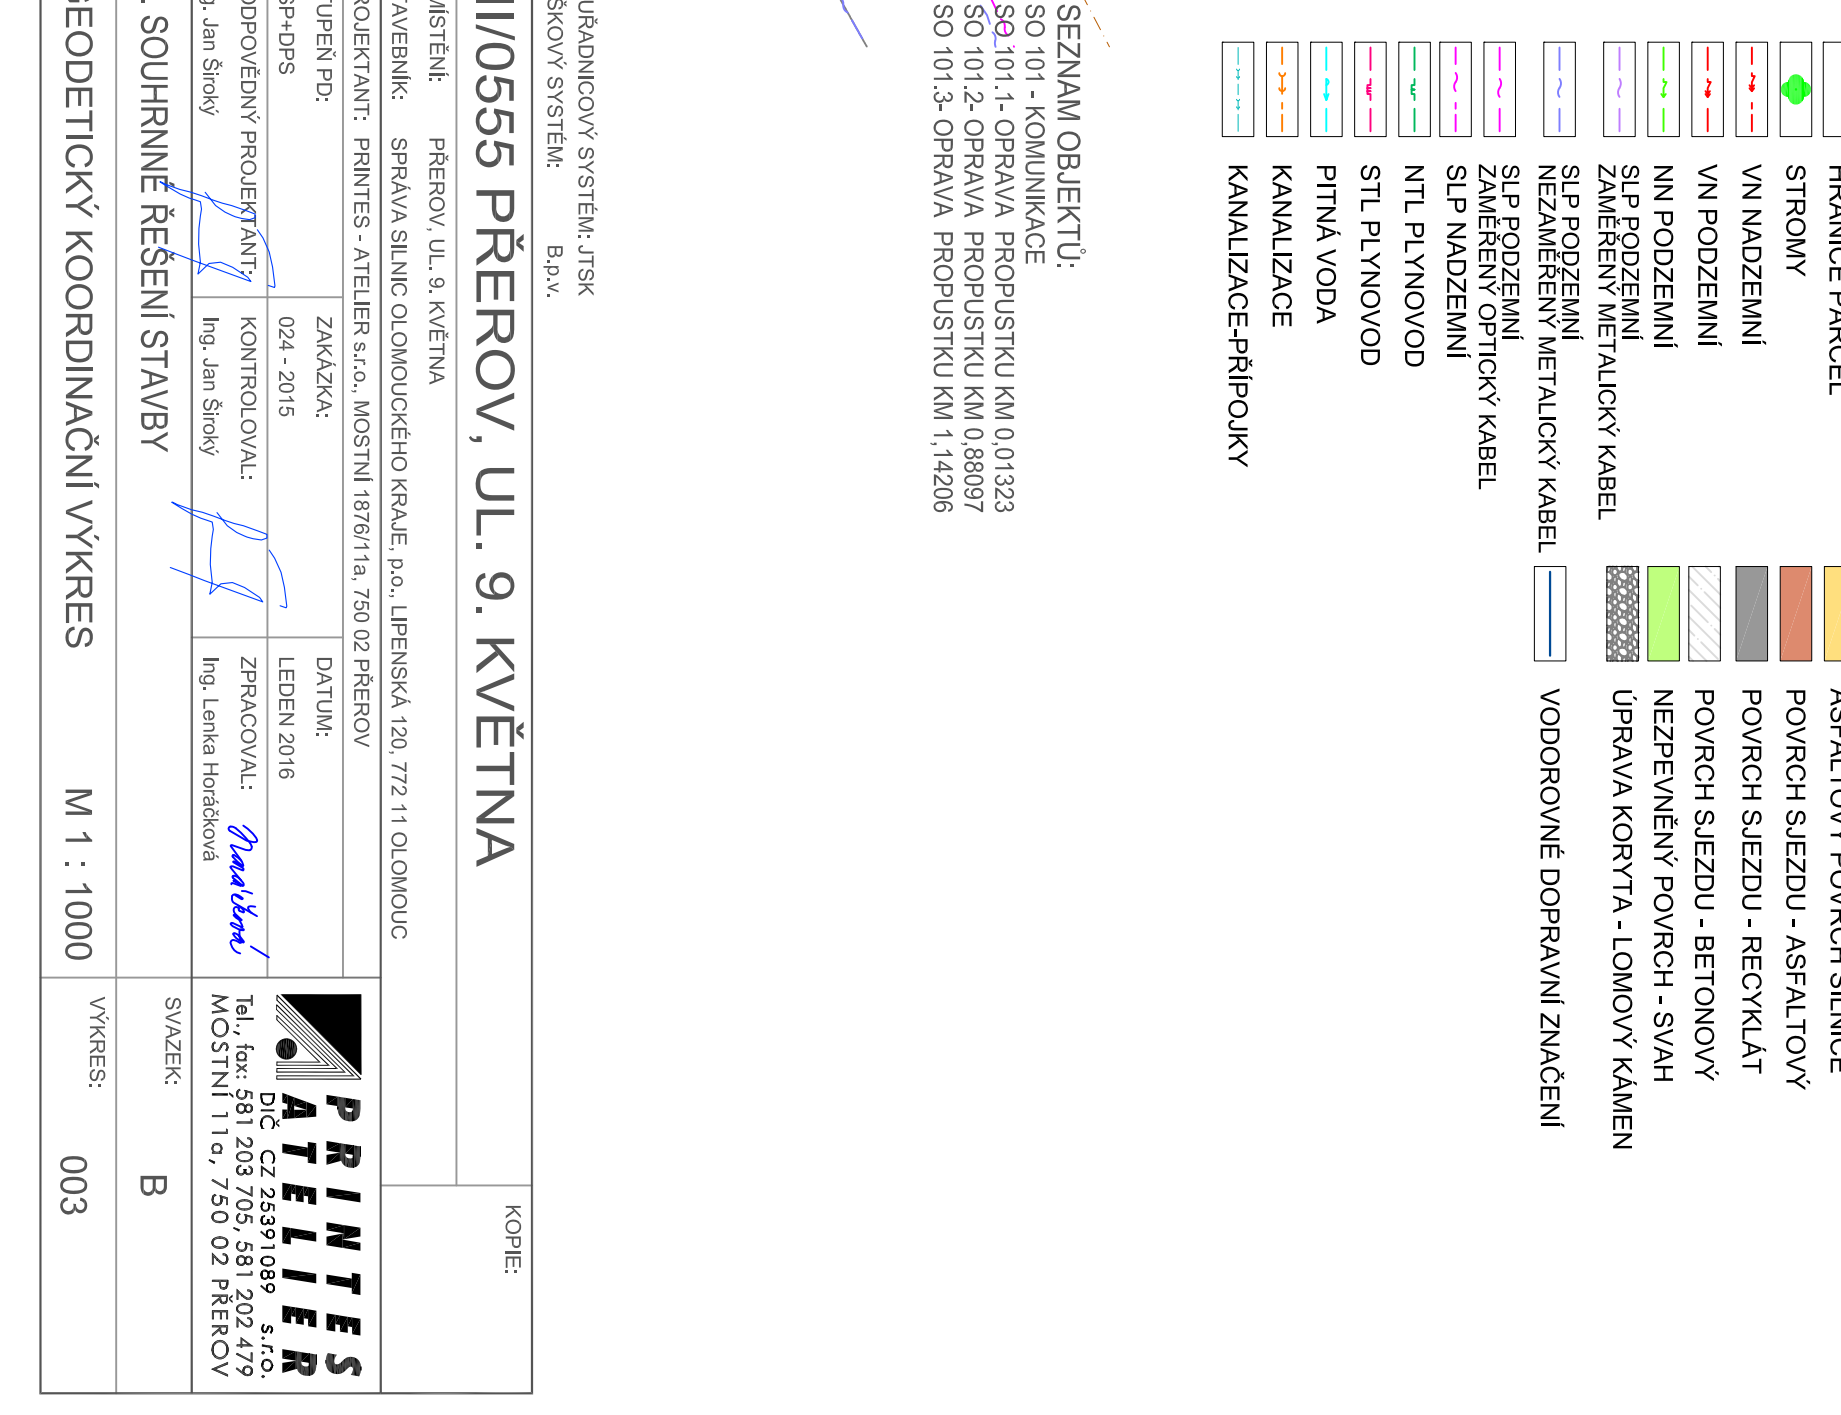 HRANICE PARCEL
STROMY
VN NADZEMNÍ
VN PODZEMNÍ
NN PODZEMNÍ
SLP PODZEMNÍ
ZAMĚŘENÝ METALICKÝ KABEL
SLP PODZEMNÍ
NEZAMĚŘENÝ METALICKÝ KABEL
SLP PODZEMNÍ
ZAMĚŘENÝ OPTICKÝ KABEL
SLP NADZEMNÍ
NTL PLYNOVOD
STL PLYNOVOD
PITNÁ VODA
KANALIZACE
KANALIZACE-PŘÍPOJKY
ASFALTOVÝ POVRCH SILNICE
POVRCH SJEZDU - ASFALTOVÝ
POVRCH SJEZDU - RECYKLÁT
POVRCH SJEZDU - BETONOVÝ
NEZPEVNĚNÝ POVRCH - SVAH
ÚPRAVA KORYTA - LOMOVÝ KÁMEN
VODOROVNÉ DOPRAVNÍ ZNAČENÍ
SEZNAM OBJEKTŮ:
SO 101 - KOMUNIKACE
SO 101.1- OPRAVA PROPUSTKU KM 0,01323
SO 101.2- OPRAVA PROPUSTKU KM 0,88097
SO 101.3- OPRAVA PROPUSTKU KM 1,14206
UŘADNICOVÝ SYSTÉM: JTSK
ŠKOVÝ SYSTÉM: B.p.v.
II/0555 PŘEROV, UL. 9. KVĚTNA
KOPIE:
MÍSTĚNÍ: PŘEROV, UL. 9. KVĚTNA
TAVEBNÍK: SPRÁVA SILNIC OLOMOUCKÉHO KRAJE, p.o., LIPENSKÁ 120, 772 11 OLOMOUC
ROJEKTANT: PRINTES - ATELIER s.r.o., MOSTNÍ 1876/11a, 750 02 PŘEROV
TUPEŇ PD: ZAKÁZKA: DATUM:
SP+DPS 024 - 2015 LEDEN 2016
ODPOVĚDNÝ PROJEKTANT: KONTROLOVAL: ZPRACOVAL:
g. Jan Široký Ing. Jan Široký Ing. Lenka Horáčková
PRINTES
ATELIER
DIČ CZ 25391089 s.r.o.
Tel., fax: 581 203 705, 581 202 479
MOSTNÍ 11a, 750 02 PŘEROV
. SOUHRNNÉ ŘEŠENÍ STAVBY
SVAZEK: B
GEODETICKÝ KOORDINAČNÍ VÝKRES M 1 : 1000
VÝKRES: 003